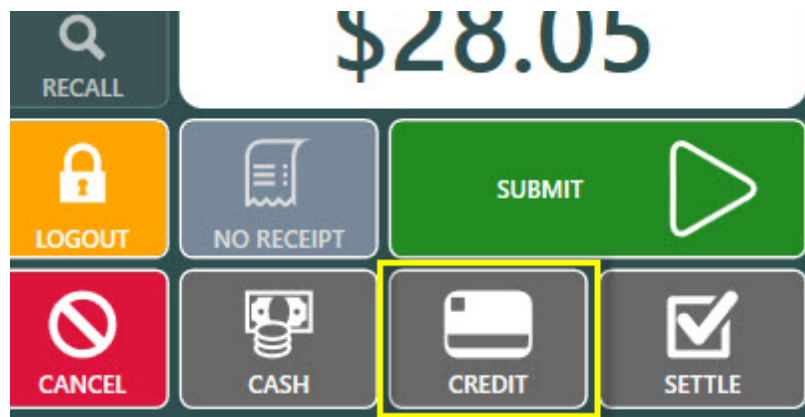 $28.05
RECALL
LOGOUT
NO RECEIPT
SUBMIT
CANCEL
CASH
CREDIT
SETTLE